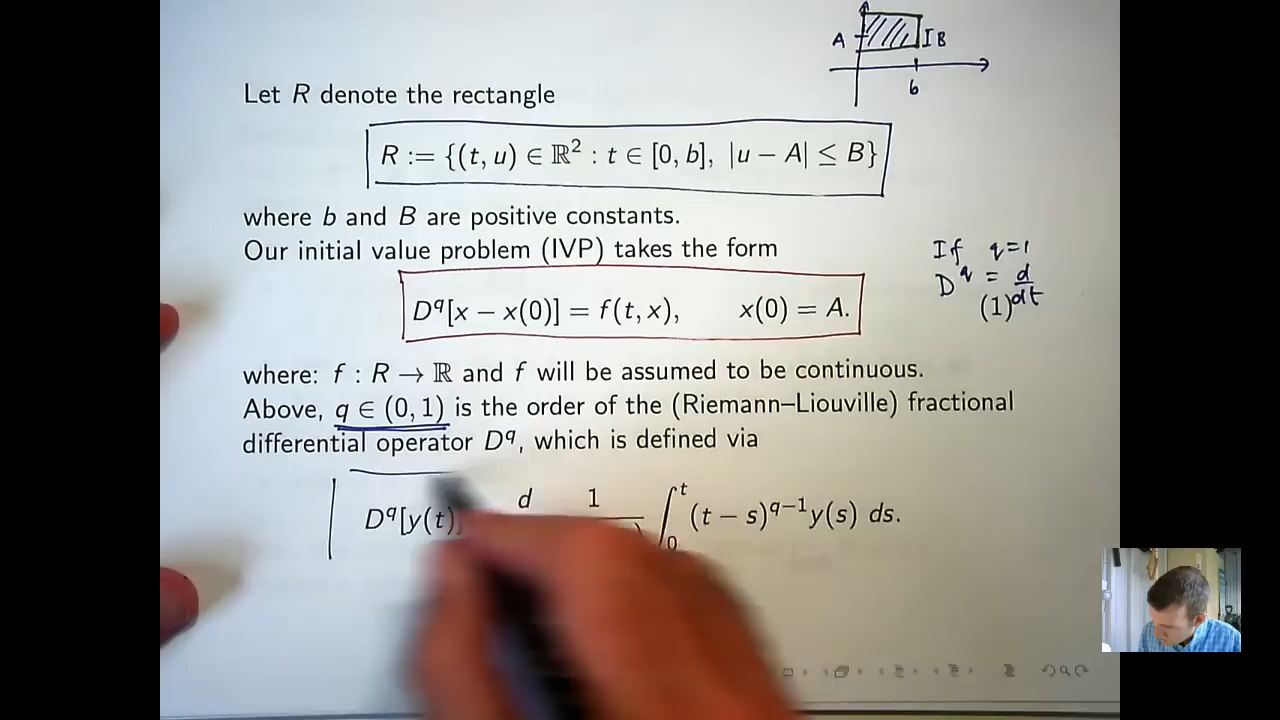 A I B
b
Let R denote the rectangle
R := {(t, u) ∈ ℝ² : t ∈ [0, b], |u − A| ≤ B}
where b and B are positive constants.
Our initial value problem (IVP) takes the form
If q=1
D^q = d/dt
(1)
D^q[x − x(0)] = f(t, x), x(0) = A.
where: f : R → ℝ and f will be assumed to be continuous.
Above, q ∈ (0, 1) is the order of the (Riemann–Liouville) fractional
differential operator D^q, which is defined via
D^q[y(t) d 1 ∫₀ᵗ (t − s)^{q−1}y(s) ds.